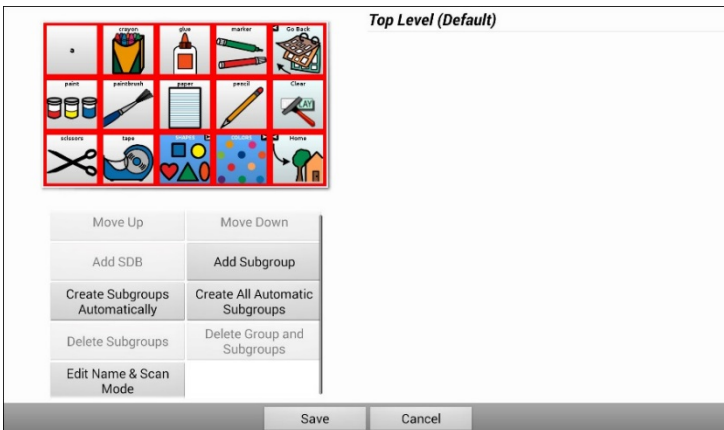 Top Level (Default)
a
crayon
glue
marker
Go Back
paint
paintbrush
paper
pencil
Clear
scissors
tape
SHAPES
COLORS
Home
Move Up
Move Down
Add SDB
Add Subgroup
Create Subgroups
Automatically
Create All Automatic
Subgroups
Delete Subgroups
Delete Group and
Subgroups
Edit Name & Scan
Mode
Save
Cancel